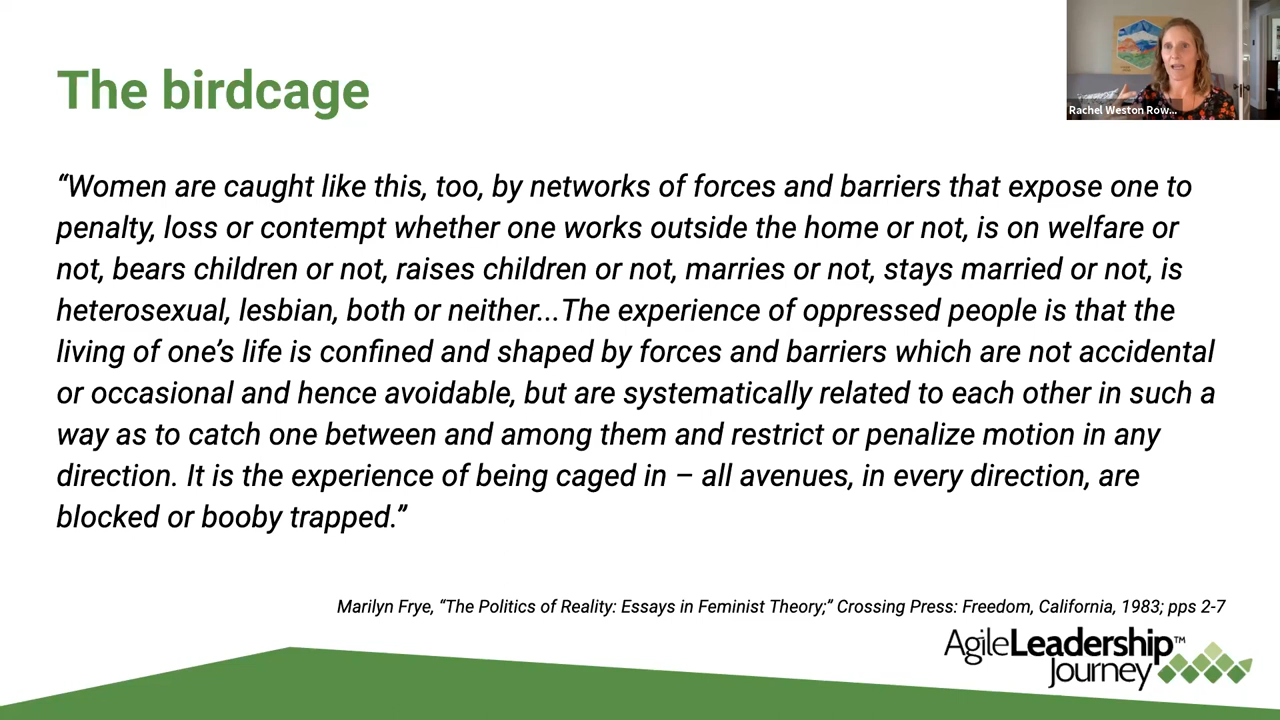 The birdcage
Rachel Weston Row...
“Women are caught like this, too, by networks of forces and barriers that expose one to
penalty, loss or contempt whether one works outside the home or not, is on welfare or
not, bears children or not, raises children or not, marries or not, stays married or not, is
heterosexual, lesbian, both or neither...The experience of oppressed people is that the
living of one’s life is confined and shaped by forces and barriers which are not accidental
or occasional and hence avoidable, but are systematically related to each other in such a
way as to catch one between and among them and restrict or penalize motion in any
direction. It is the experience of being caged in – all avenues, in every direction, are
blocked or booby trapped.”
Marilyn Frye, “The Politics of Reality: Essays in Feminist Theory;” Crossing Press: Freedom, California, 1983; pps 2-7
AgileLeadership™
Journey